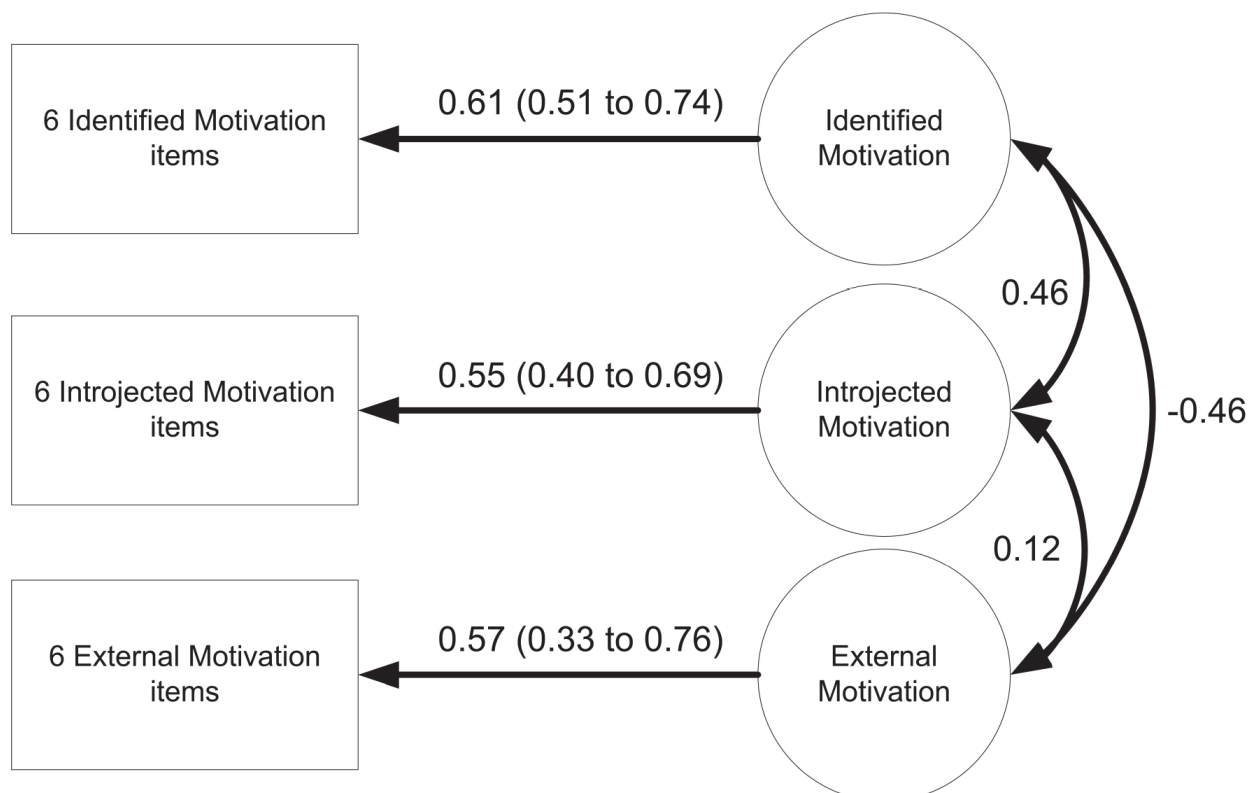 6 Identified Motivation
items
0.61 (0.51 to 0.74)
Identified
Motivation
0.46
6 Introjected Motivation
items
0.55 (0.40 to 0.69)
Introjected
Motivation
-0.46
0.12
6 External Motivation
items
0.57 (0.33 to 0.76)
External
Motivation